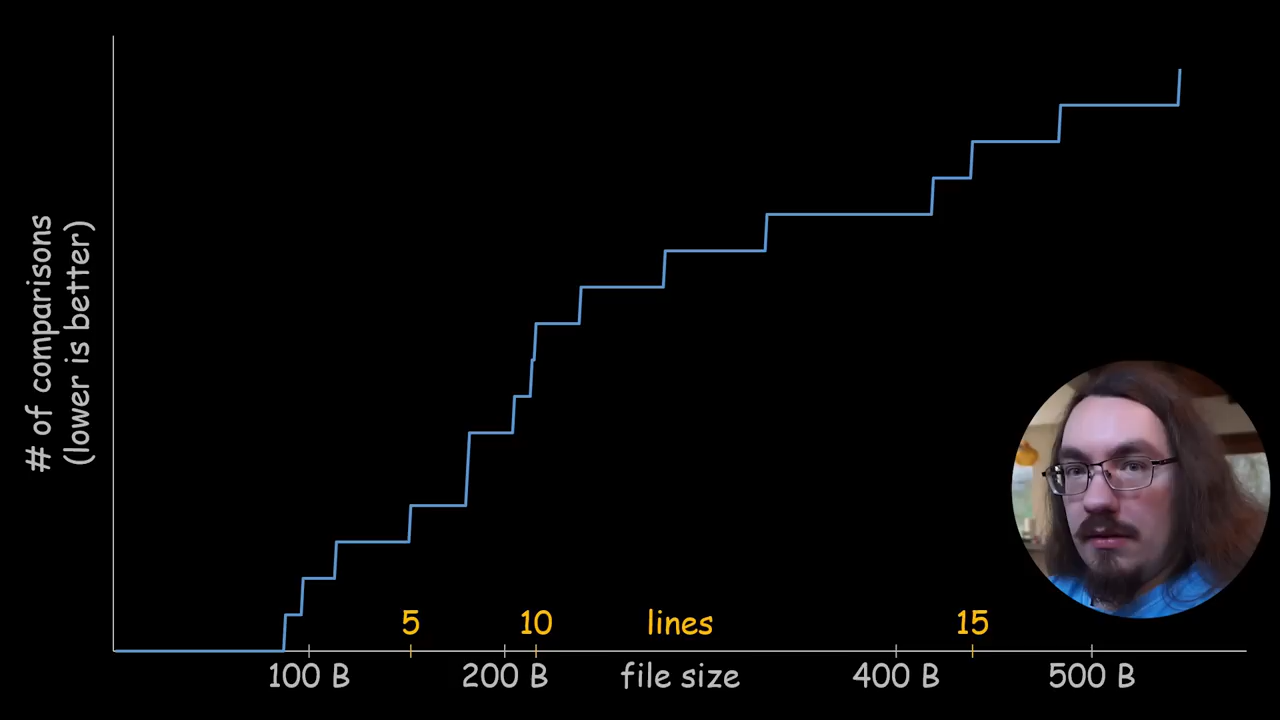 # of comparisons
(lower is better)
5 10 lines 15
100 B 200 B file size 400 B 500 B